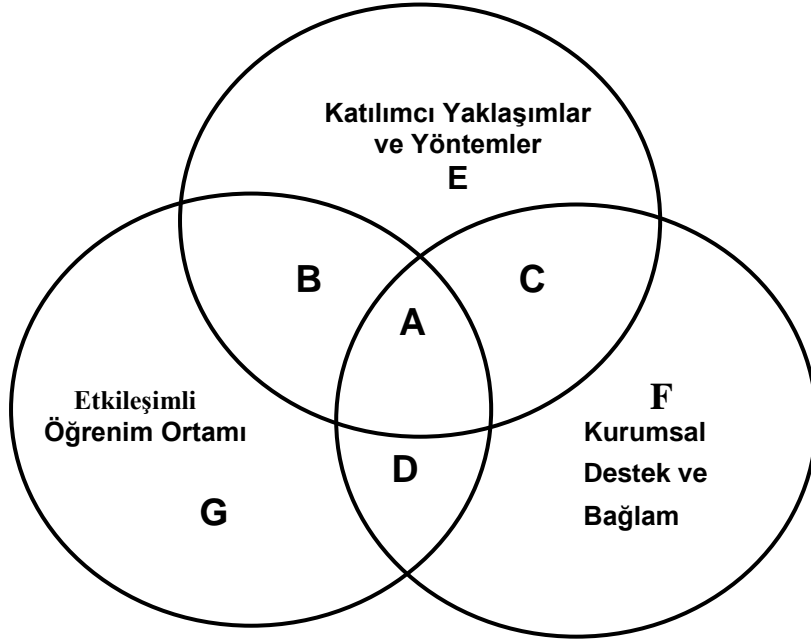 Katılımcı Yaklaşımlar
ve Yöntemler
E
B
C
A
Etkileşimli
Öğrenim Ortamı
F
Kurumsal
Destek ve
Bağlam
D
G